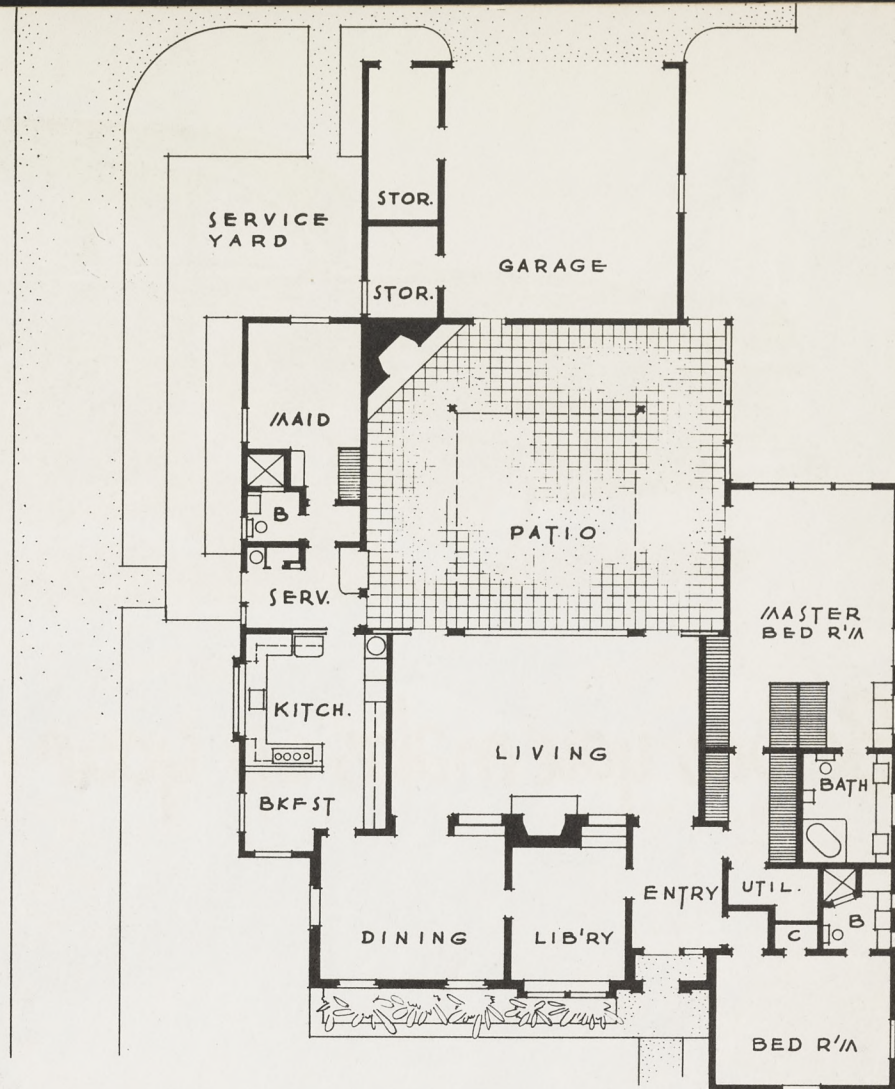 STOR.
SERVICE
YARD
GARAGE
STOR.
MAID
B
PATIO
SERV.
MASTER
BED R'M
KITCH.
LIVING
BATH
BKFST
ENTRY
UTIL.
B
C
DINING
LIB'RY
BED R'M